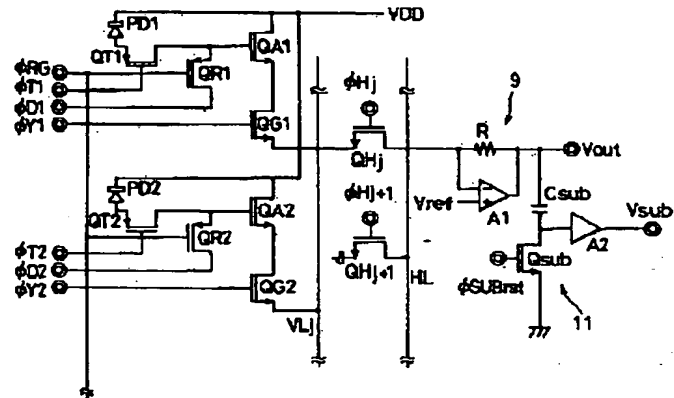 PD1
VDD
QT1
QA1
φRG
φT1
QR1
φD1
φY1
QG1
φHj
QHj
R
9
Vout
Vref
A1
Csub
Vsub
A2
PD2
QT2
QA2
φT2
QR2
φD2
φY2
QG2
VLj
φHj+1
QHj+1
HL
Qsub
φSUBrst
11